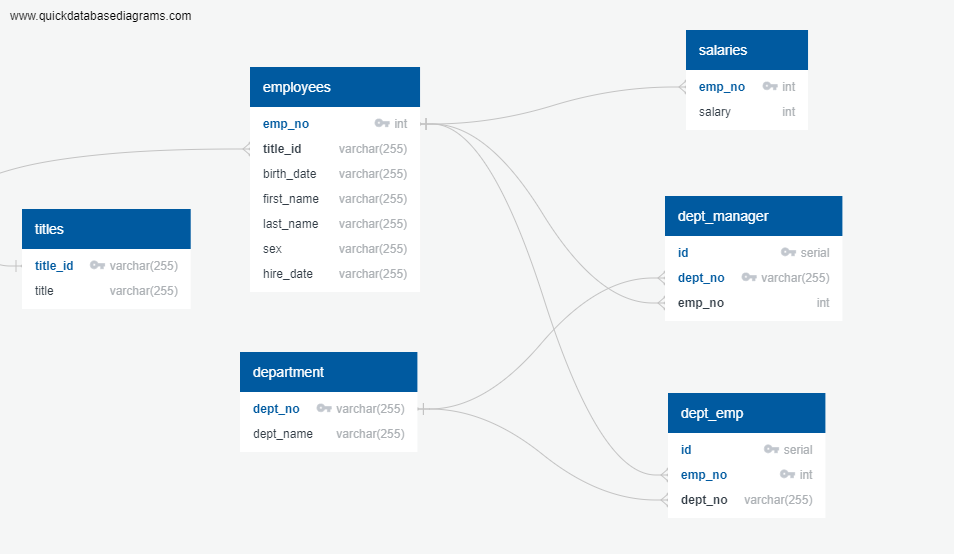 www.quickdatabasediagrams.com
employees
emp_no int
title_id varchar(255)
birth_date varchar(255)
first_name varchar(255)
last_name varchar(255)
sex varchar(255)
hire_date varchar(255)
salaries
emp_no int
salary int
titles
title_id varchar(255)
title varchar(255)
dept_manager
id serial
dept_no varchar(255)
emp_no int
department
dept_no varchar(255)
dept_name varchar(255)
dept_emp
id serial
emp_no int
dept_no varchar(255)